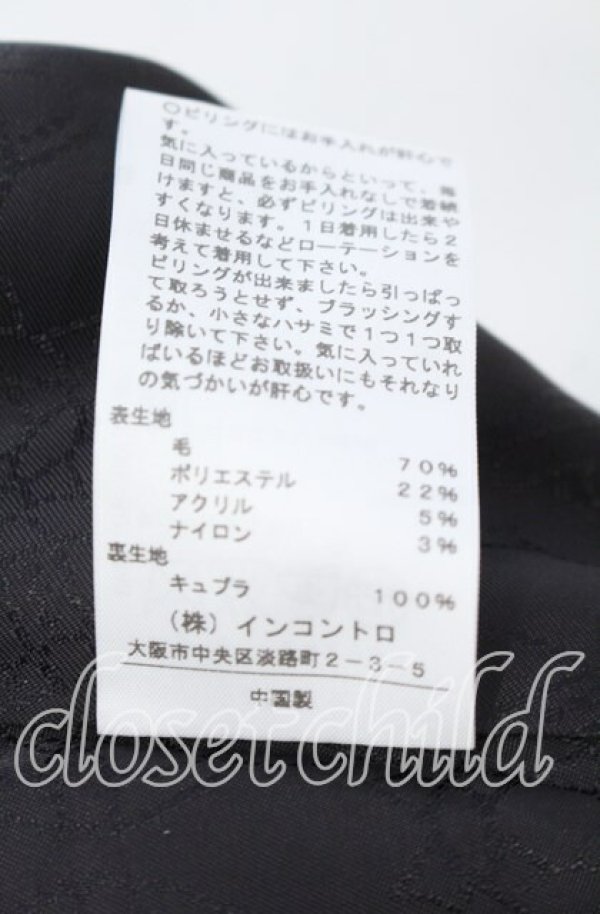 ○ピリングにはお手入れが肝心で
す。
気に入っているからといって、毎
日同じ商品をお手入れなしで着続
けますと、必ずピリングは出来や
すくなります。１日着用したら２
日休ませるなどローテーションを
考えて着用して下さい。
ピリングが出来ましたら引っぱっ
て取ろうとせず、ブラッシングす
るか、小さなハサミで１つ１つ取
り除いて下さい。気に入っていれ
ばいるほどお取扱いにもそれなり
の気づかいが肝心です。
表生地
毛 ７０％
ポリエステル ２２％
アクリル ５％
ナイロン ３％
裏生地
キュプラ １００％
（株）インコントロ
大阪市中央区淡路町２－３－５
中国製
closet child